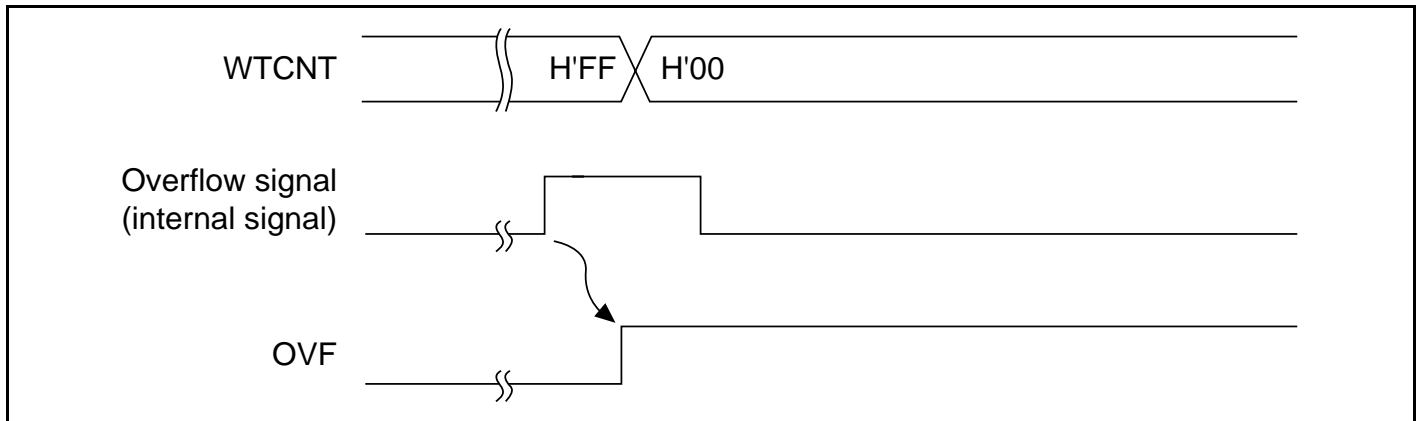 WTCNT
H'FF
H'00
Overflow signal
(internal signal)
OVF